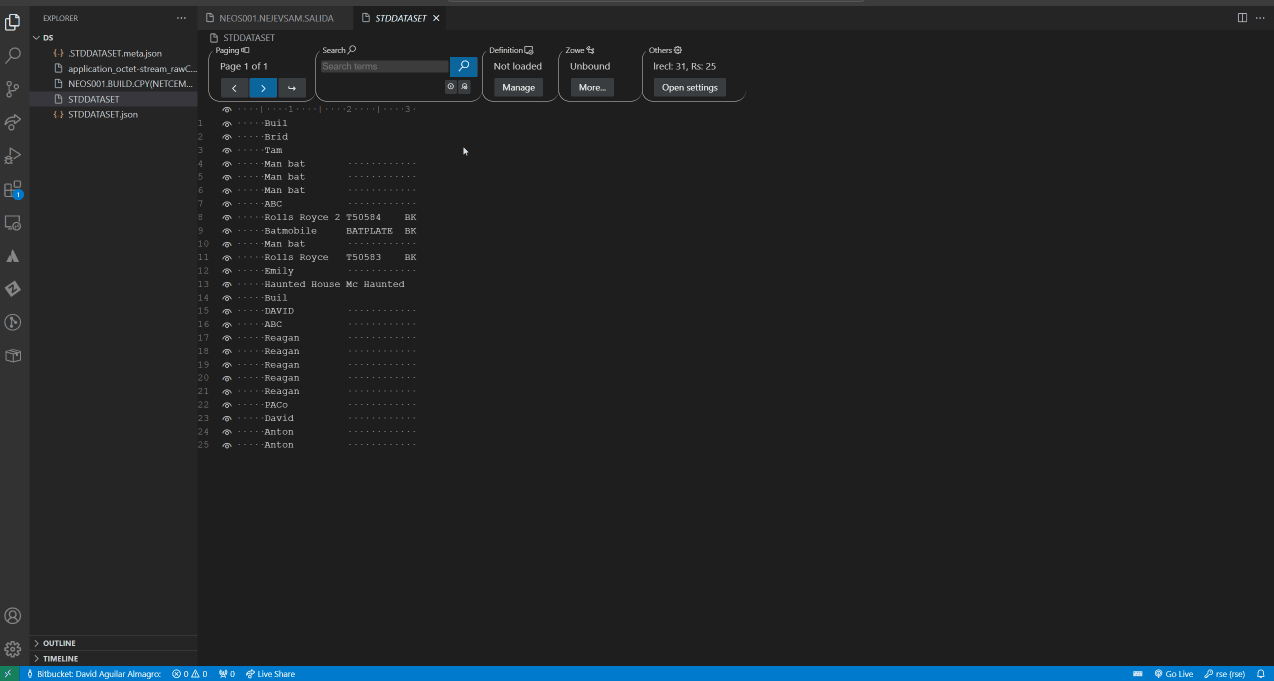 EXPLORER ···
DS
{..} .STDDATASET.meta.json
application_octet-stream_rawC...
NEOS001.BUILD.CPY(NETCEM...
STDDATASET
{..} STDDATASET.json
OUTLINE
TIMELINE
NEOS001.NEJEVSAM.SALIDA STDDATASET
STDDATASET
Paging Search Definition Zowe Others
Page 1 of 1 Search terms Not loaded Unbound lrecl: 31, Rs: 25
Manage More... Open settings
····|····1····|····2····|····3·
1 ·····Buil
2 ·····Brid
3 ·····Tam
4 ·····Man bat ············
5 ·····Man bat ············
6 ·····Man bat ············
7 ·····ABC ············
8 ·····Rolls Royce 2 T50584 BK
9 ·····Batmobile BATPLATE BK
10 ·····Man bat ············
11 ·····Rolls Royce T50583 BK
12 ·····Emily ············
13 ·····Haunted House Mc Haunted
14 ·····Buil
15 ·····DAVID ············
16 ·····ABC ············
17 ·····Reagan ············
18 ·····Reagan ············
19 ·····Reagan ············
20 ·····Reagan ············
21 ·····Reagan ············
22 ·····PACo ············
23 ·····David ············
24 ·····Anton ············
25 ·····Anton ············
1
Bitbucket: David Aguilar Almagro: 0 0 0 Live Share Go Live rse (rse)